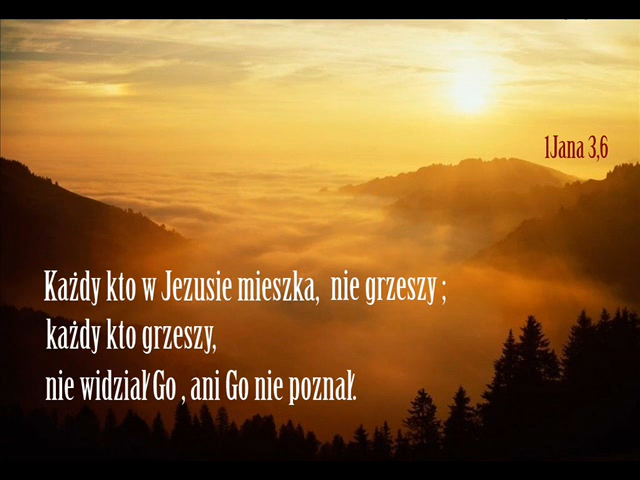 1Jana 3,6
Każdy kto w Jezusie mieszka, nie grzeszy ;
każdy kto grzeszy,
nie widział Go , ani Go nie poznał.